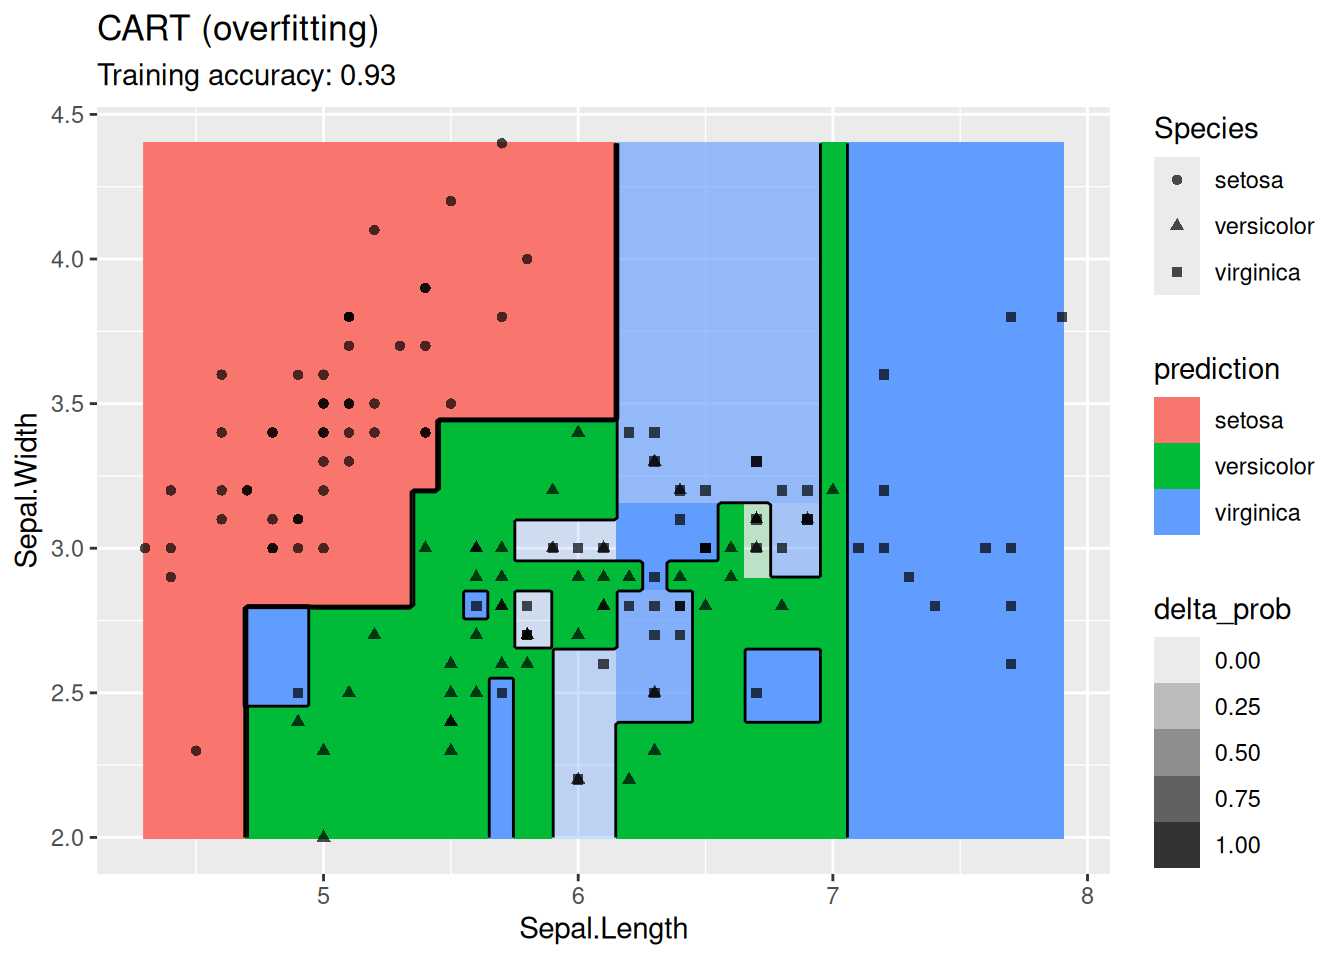 CART (overfitting)
Training accuracy: 0.93
4.5
4.0
3.5
3.0
2.5
2.0
Sepal.Width
5
6
7
8
Sepal.Length
Species
setosa
versicolor
virginica
prediction
setosa
versicolor
virginica
delta_prob
0.00
0.25
0.50
0.75
1.00